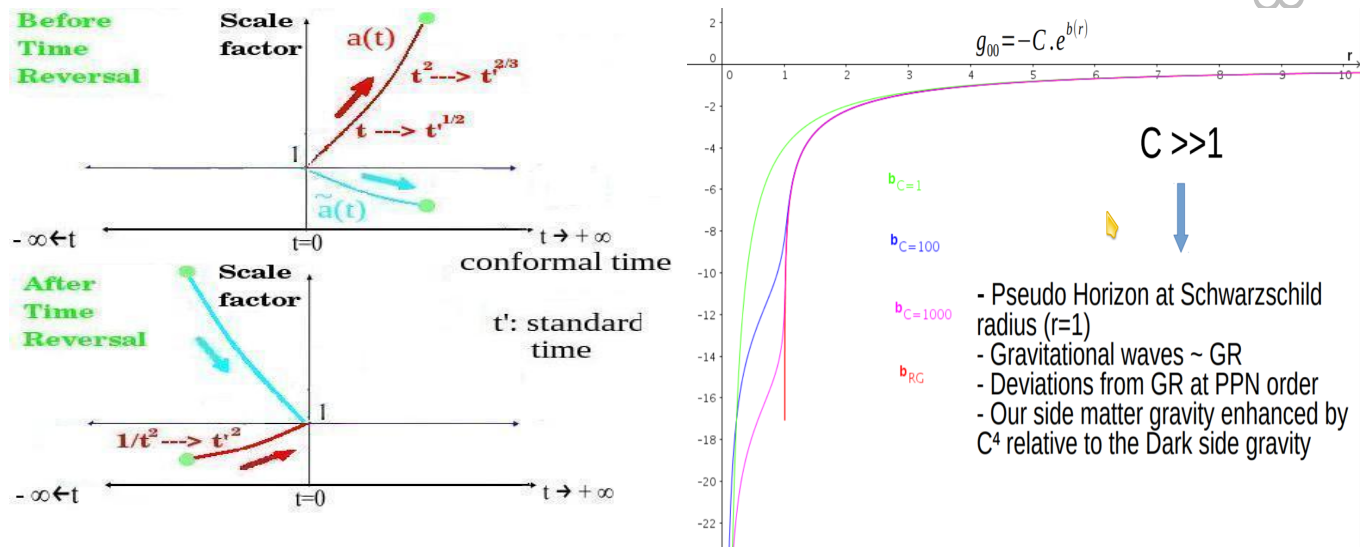 Before
Time
Reversal
Scale
factor
a(t)
t² ---> t'^2/3
t ---> t'^1/2
1
ã(t)
- ∞←t
t=0
t → + ∞
conformal time
After
Time
Reversal
Scale
factor
t': standard
time
1
1/t² ---> t'²
- ∞←t
t=0
t → + ∞
g₀₀=−C.e^b(r)
r
2
0
-2
-4
-6
-8
-10
-12
-14
-16
-18
-20
-22
0 1 2 3 4 5 6 7 8 9 10
C >>1
b_C=1
b_C=100
b_C=1000
b_RG
- Pseudo Horizon at Schwarzschild
radius (r=1)
- Gravitational waves ~ GR
- Deviations from GR at PPN order
- Our side matter gravity enhanced by
C⁴ relative to the Dark side gravity